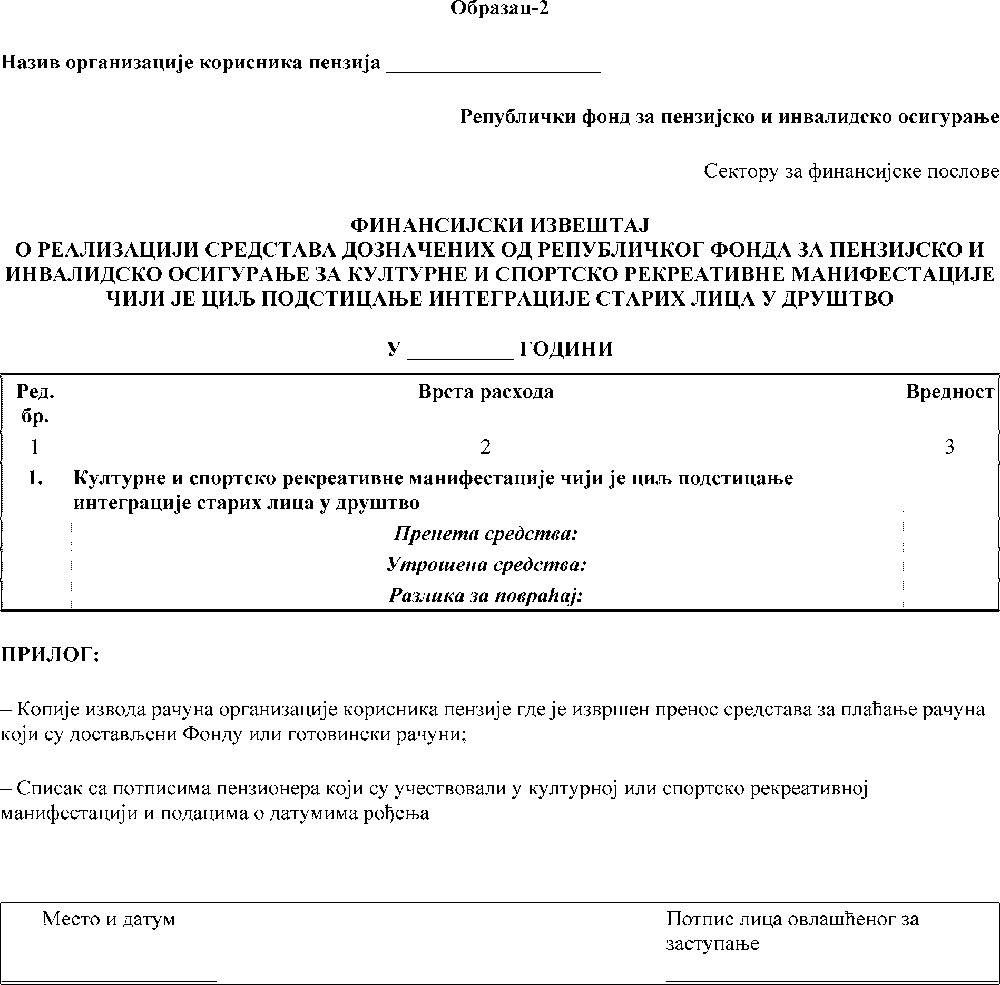 Образац-2
Назив организације корисника пензија ____________________
Републички фонд за пензијско и инвалидско осигурање
Сектору за финансијске послове
ФИНАНСИЈСКИ ИЗВЕШТАЈ
О РЕАЛИЗАЦИЈИ СРЕДСТАВА ДОЗНАЧЕНИХ ОД РЕПУБЛИЧКОГ ФОНДА ЗА ПЕНЗИЈСКО И
ИНВАЛИДСКО ОСИГУРАЊЕ ЗА КУЛТУРНЕ И СПОРТСКО РЕКРЕАТИВНЕ МАНИФЕСТАЦИЈЕ
ЧИЈИ ЈЕ ЦИЉ ПОДСТИЦАЊЕ ИНТЕГРАЦИЈЕ СТАРИХ ЛИЦА У ДРУШТВО
У __________ ГОДИНИ
Ред. Врста расхода Вредност
бр.
1 2 3
1. Културне и спортско рекреативне манифестације чији је циљ подстицање
интеграције старих лица у друштво
Пренета средства:
Утрошена средства:
Разлика за повраћај:
ПРИЛОГ:
– Копије извода рачуна организације корисника пензије где је извршен пренос средстава за плаћање рачуна
који су достављени Фонду или готовински рачуни;
– Списак са потписима пензионера који су учествовали у културној или спортско рекреативној
манифестацији и подацима о датумима рођења
Место и датум Потпис лица овлашћеног за
заступање
____________________ ______________________________